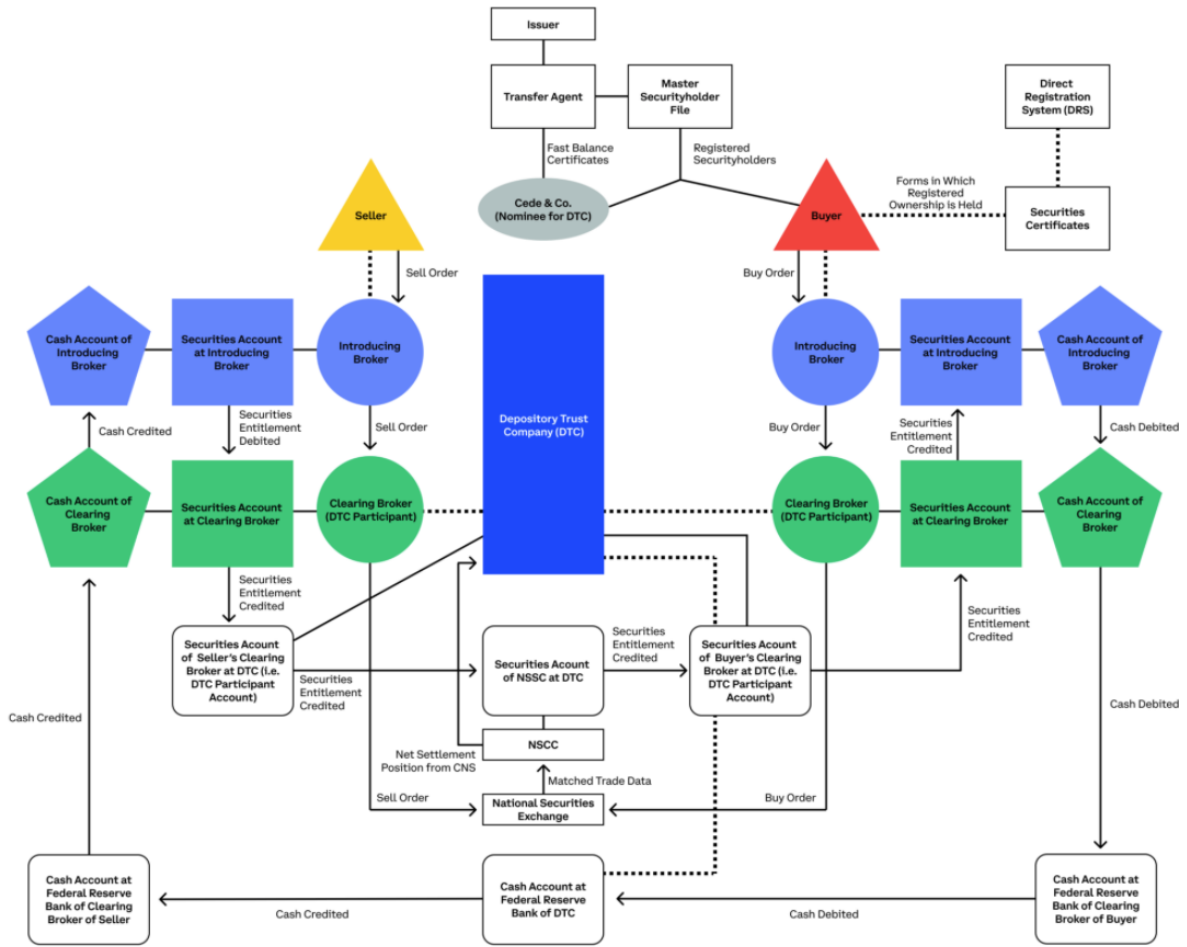 Issuer
Transfer Agent
Master
Securityholder
File
Direct
Registration
System (DRS)
Fast Balance
Certificates
Registered
Securityholders
Seller
Cede & Co.
(Nominee for DTC)
Buyer
Forms in Which
Registered
Ownership is Held
Securities
Certificates
Sell Order
Buy Order
Cash Account of
Introducing
Broker
Securities Account
at Introducing
Broker
Introducing
Broker
Depository Trust
Company (DTC)
Introducing
Broker
Securities Account
at Introducing
Broker
Cash Account of
Introducing
Broker
Cash Credited
Securities
Entitlement
Debited
Sell Order
Buy Order
Securities
Entitlement
Credited
Cash Debited
Cash Account of
Clearing
Broker
Securities Account
at Clearing Broker
Clearing Broker
(DTC Participant)
Clearing Broker
(DTC Participant)
Securities Account
at Clearing Broker
Cash Account of
Clearing
Broker
Securities
Entitlement
Credited
Securities Acount
of Seller's Clearing
Broker at DTC (i.e.
DTC Participant
Account)
Securities
Entitlement
Credited
Securities Acount
of NSSC at DTC
Securities
Entitlement
Credited
Securities Acount
of Buyer's Clearing
Broker at DTC (i.e.
DTC Participant
Account)
Securities
Entitlement
Credited
Cash Credited
Cash Debited
Net Settlement
Position from CNS
NSCC
Matched Trade Data
Sell Order
National Securities
Exchange
Buy Order
Cash Account at
Federal Reserve
Bank of Clearing
Broker of Seller
Cash Credited
Cash Account at
Federal Reserve
Bank of DTC
Cash Debited
Cash Account at
Federal Reserve
Bank of Clearing
Broker of Buyer